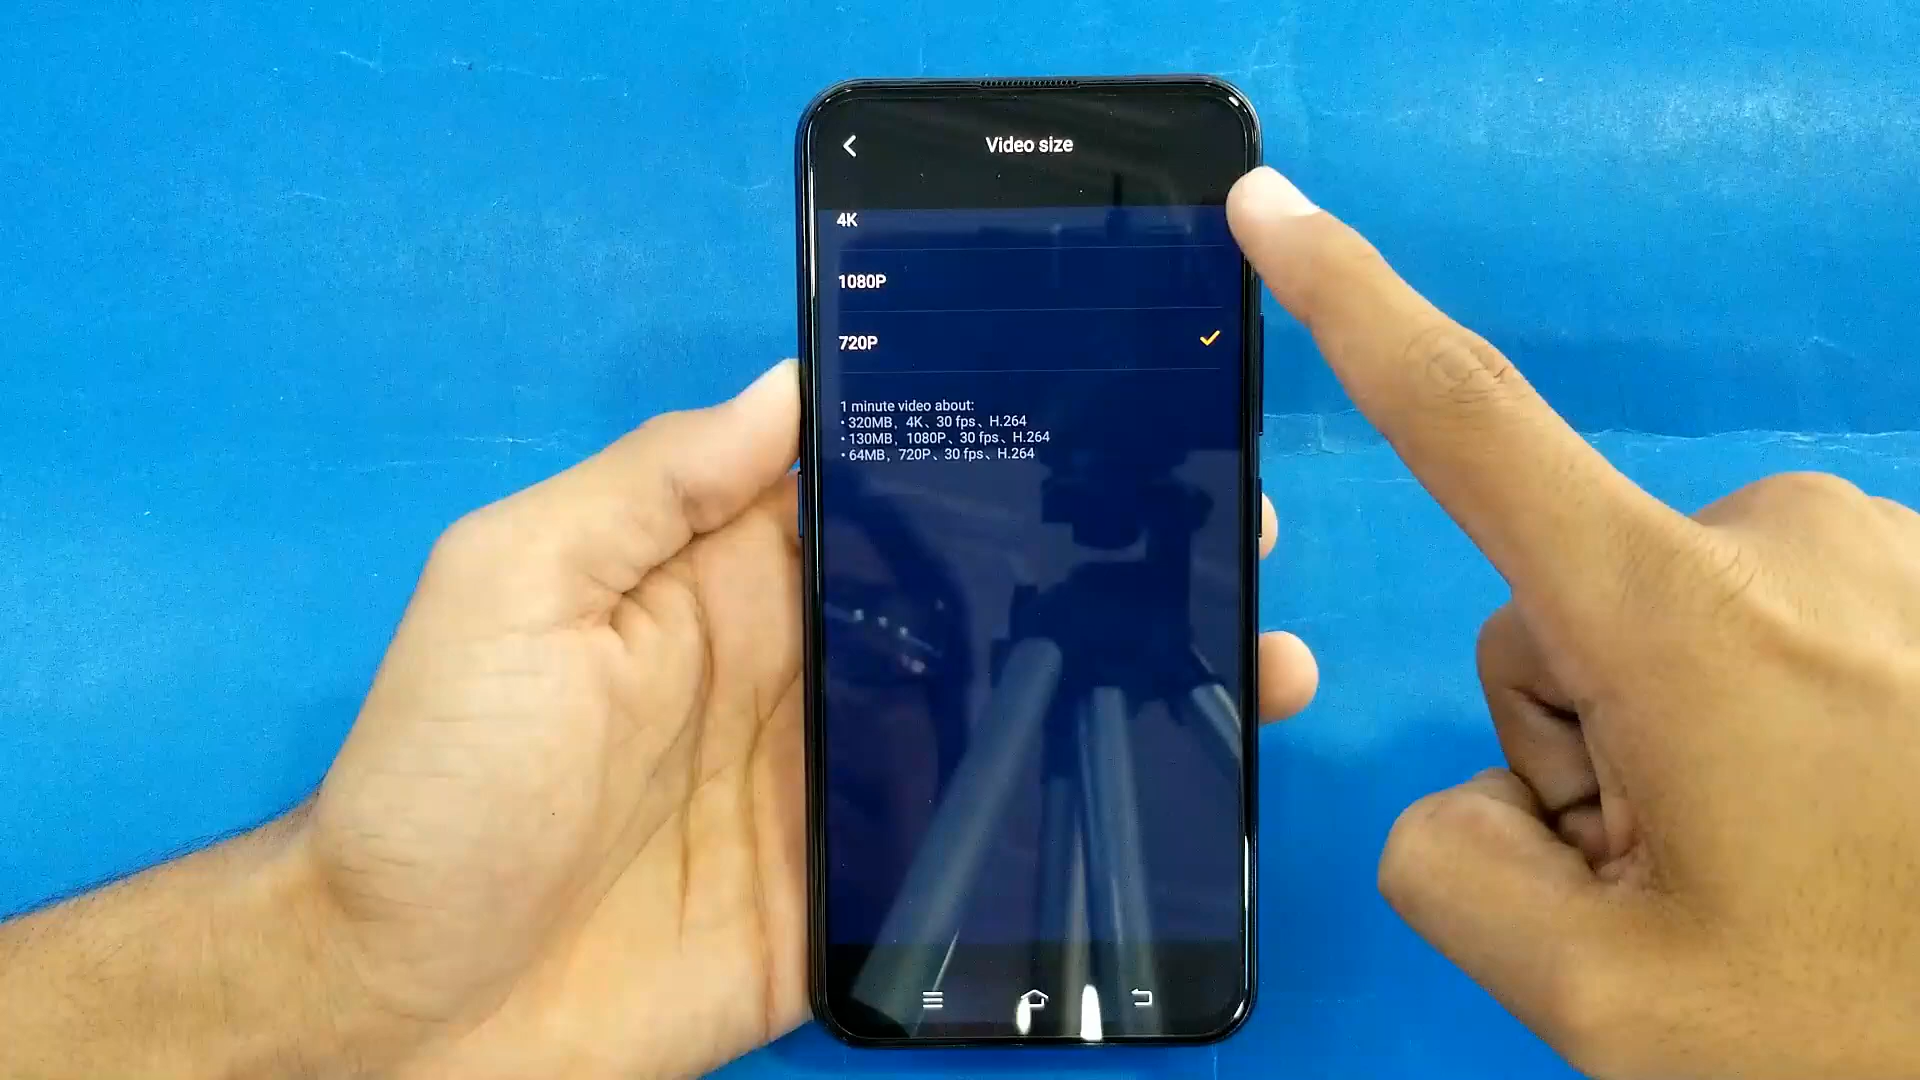 Video size
4K
1080P
720P
1 minute video about:
• 320MB，4K、30 fps、H.264
• 130MB，1080P、30 fps、H.264
• 64MB，720P、30 fps、H.264